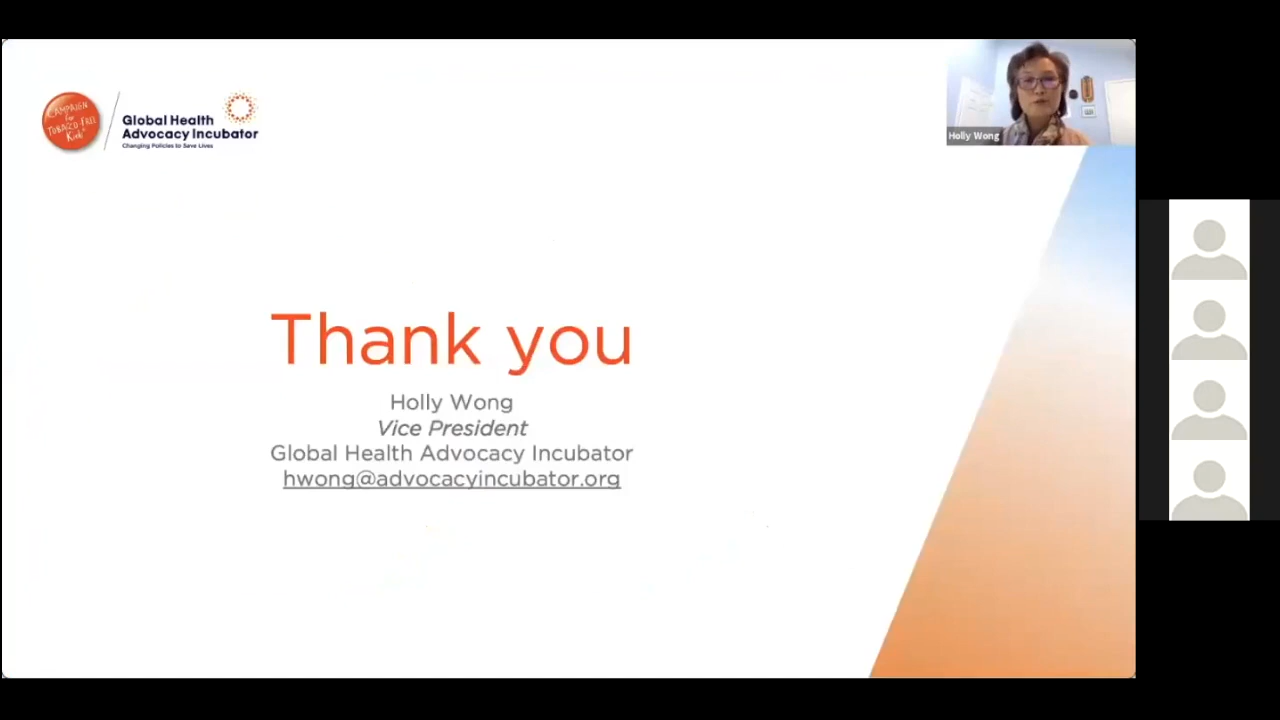 CAMPAIGN
for
TOBACCO-FREE
Kids®
Global Health
Advocacy Incubator
Changing Policies to Save Lives
Holly Wong
Thank you
Holly Wong
Vice President
Global Health Advocacy Incubator
hwong@advocacyincubator.org